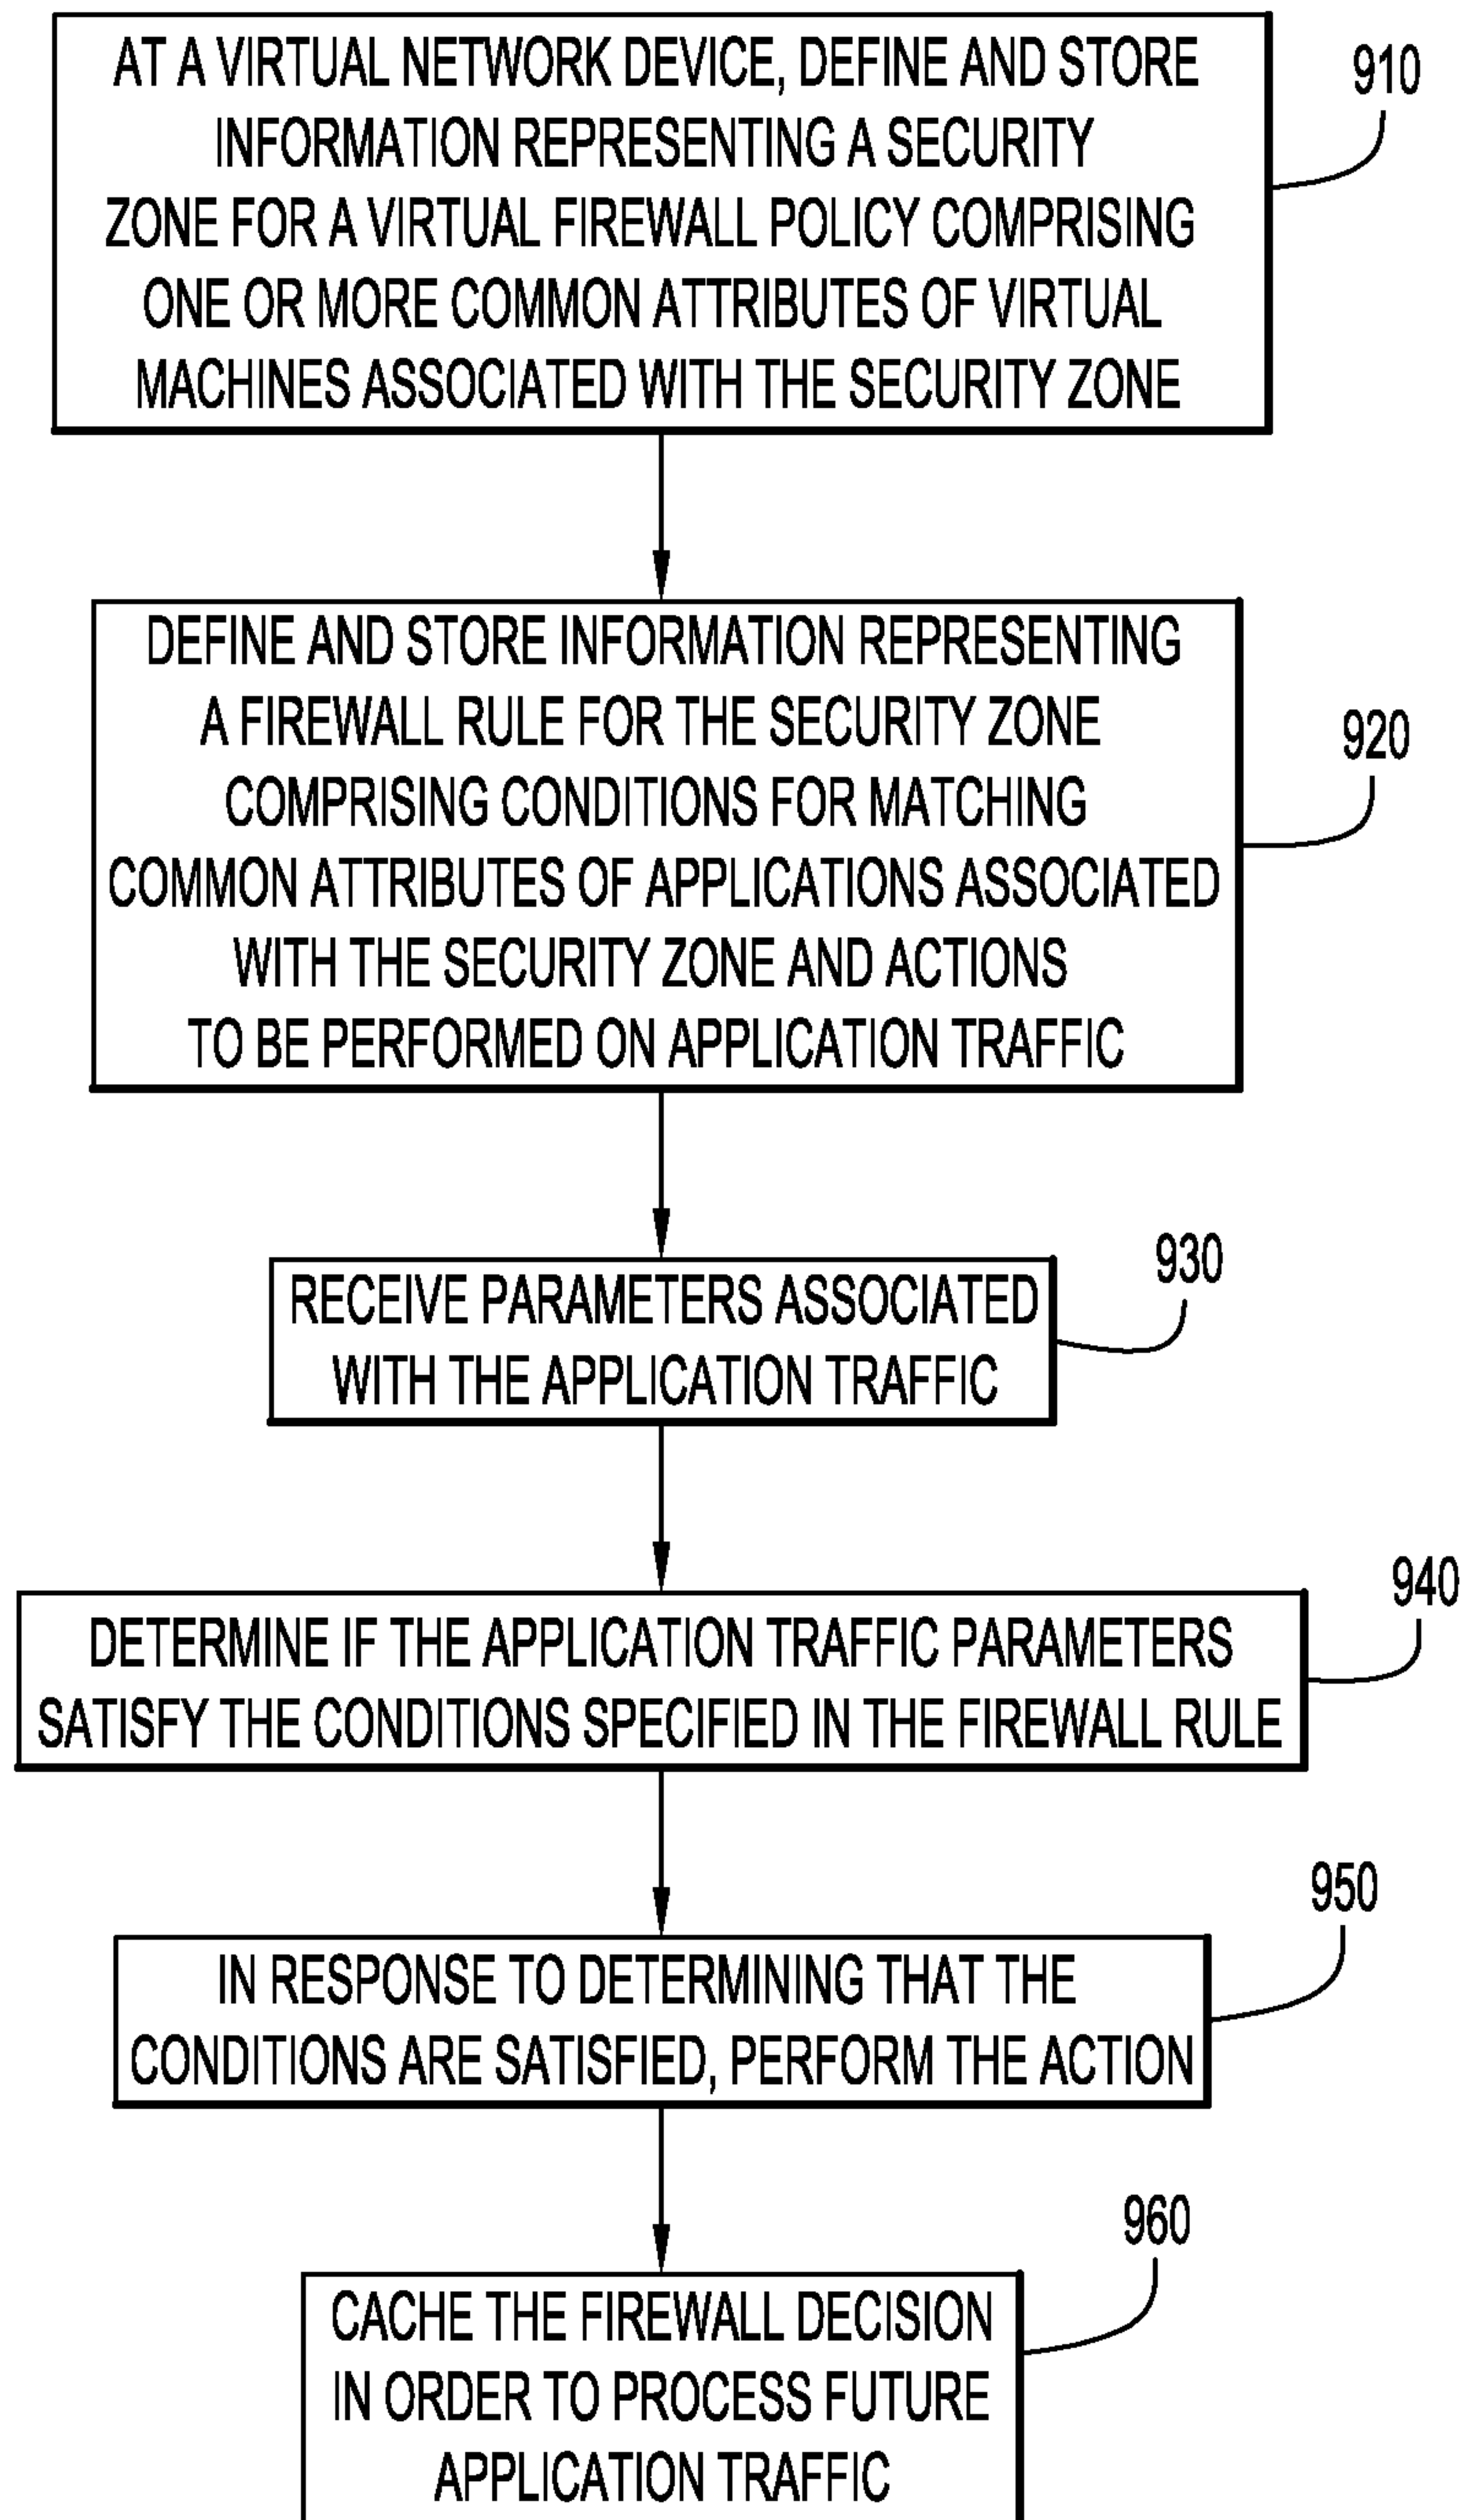 AT A VIRTUAL NETWORK DEVICE, DEFINE AND STORE
INFORMATION REPRESENTING A SECURITY
ZONE FOR A VIRTUAL FIREWALL POLICY COMPRISING
ONE OR MORE COMMON ATTRIBUTES OF VIRTUAL
MACHINES ASSOCIATED WITH THE SECURITY ZONE
910
DEFINE AND STORE INFORMATION REPRESENTING
A FIREWALL RULE FOR THE SECURITY ZONE
COMPRISING CONDITIONS FOR MATCHING
COMMON ATTRIBUTES OF APPLICATIONS ASSOCIATED
WITH THE SECURITY ZONE AND ACTIONS
TO BE PERFORMED ON APPLICATION TRAFFIC
920
RECEIVE PARAMETERS ASSOCIATED
WITH THE APPLICATION TRAFFIC
930
DETERMINE IF THE APPLICATION TRAFFIC PARAMETERS
SATISFY THE CONDITIONS SPECIFIED IN THE FIREWALL RULE
940
IN RESPONSE TO DETERMINING THAT THE
CONDITIONS ARE SATISFIED, PERFORM THE ACTION
950
CACHE THE FIREWALL DECISION
IN ORDER TO PROCESS FUTURE
APPLICATION TRAFFIC
960